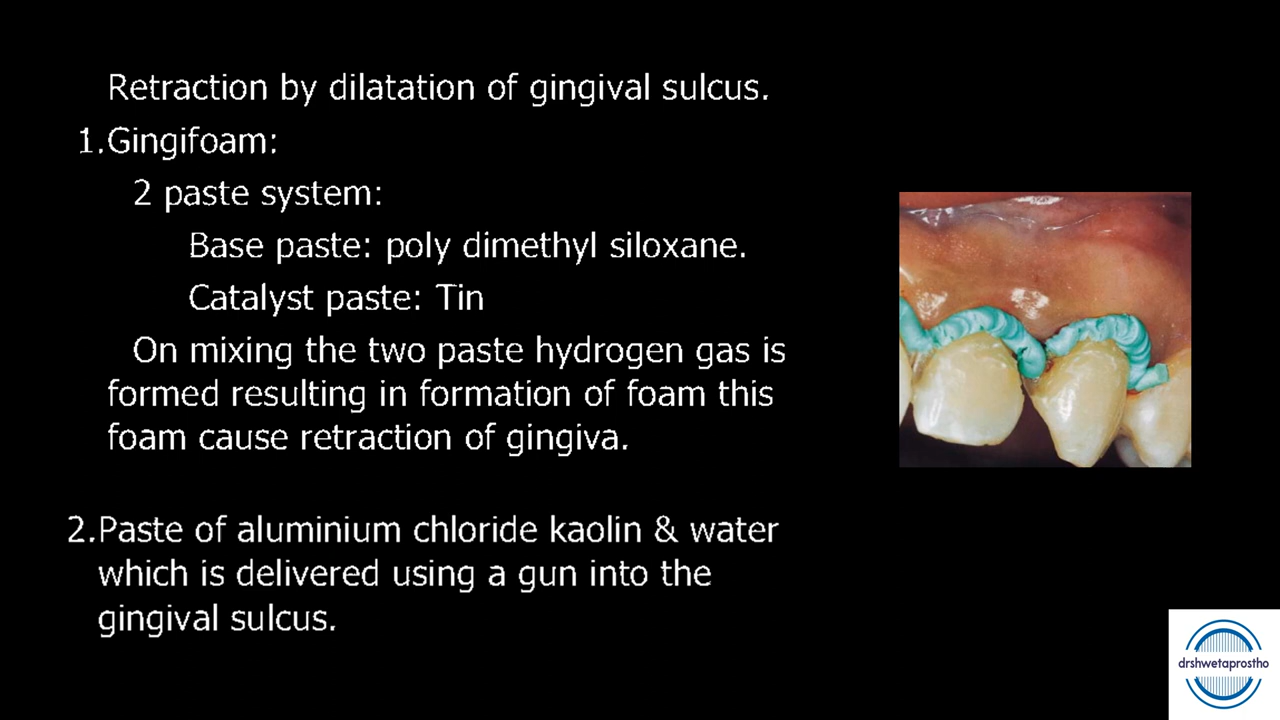 Retraction by dilatation of gingival sulcus.
1.Gingifoam:
2 paste system:
Base paste: poly dimethyl siloxane.
Catalyst paste: Tin
On mixing the two paste hydrogen gas is
formed resulting in formation of foam this
foam cause retraction of gingiva.
2.Paste of aluminium chloride kaolin & water
which is delivered using a gun into the
gingival sulcus.
drshwetaprostho